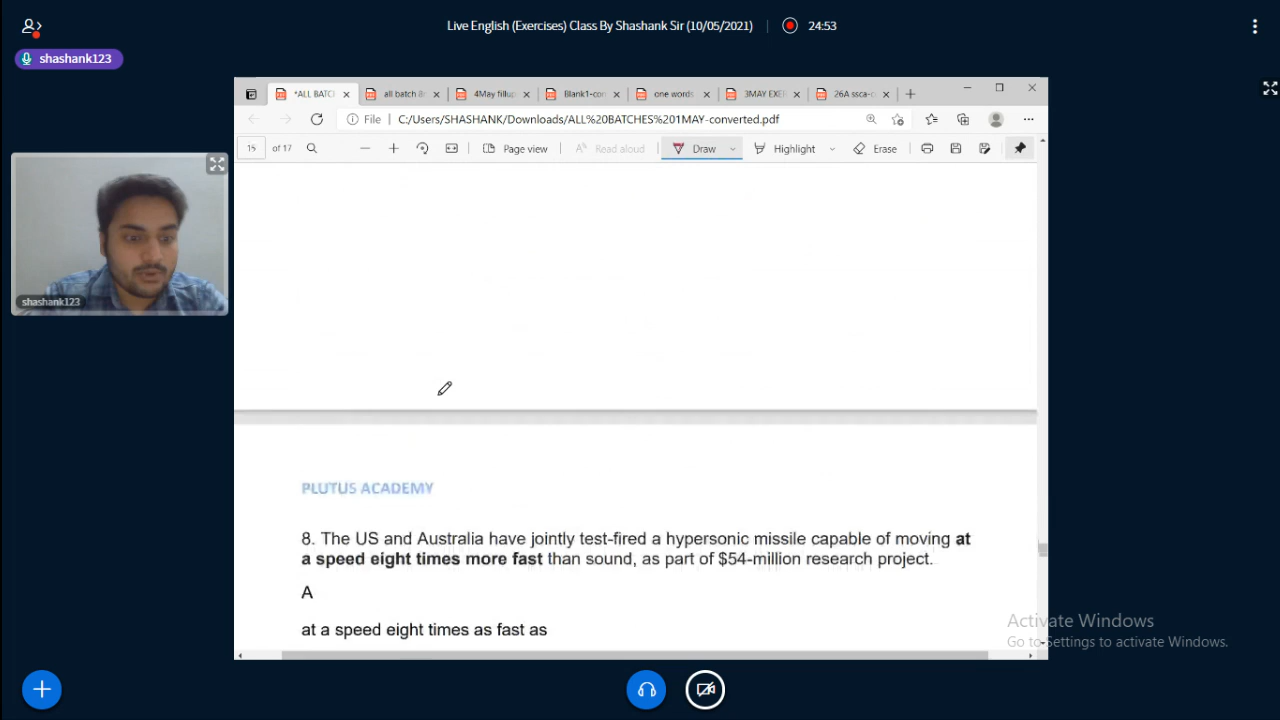 Live English (Exercises) Class By Shashank Sir (10/05/2021)
24:53
shashank123
*ALL BATCH
all batch 8
4May fillup
Blank1-con
one words
3MAY EXER
26A ssca-c
File
C:/Users/SHASHANK/Downloads/ALL%20BATCHES%201MAY-converted.pdf
15 of 17
Page view
Read aloud
Draw
Highlight
Erase
shashank123
PLUTUS ACADEMY
8. The US and Australia have jointly test-fired a hypersonic missile capable of moving at
a speed eight times more fast than sound, as part of $54-million research project.
A
at a speed eight times as fast as
Activate Windows
Go to Settings to activate Windows.